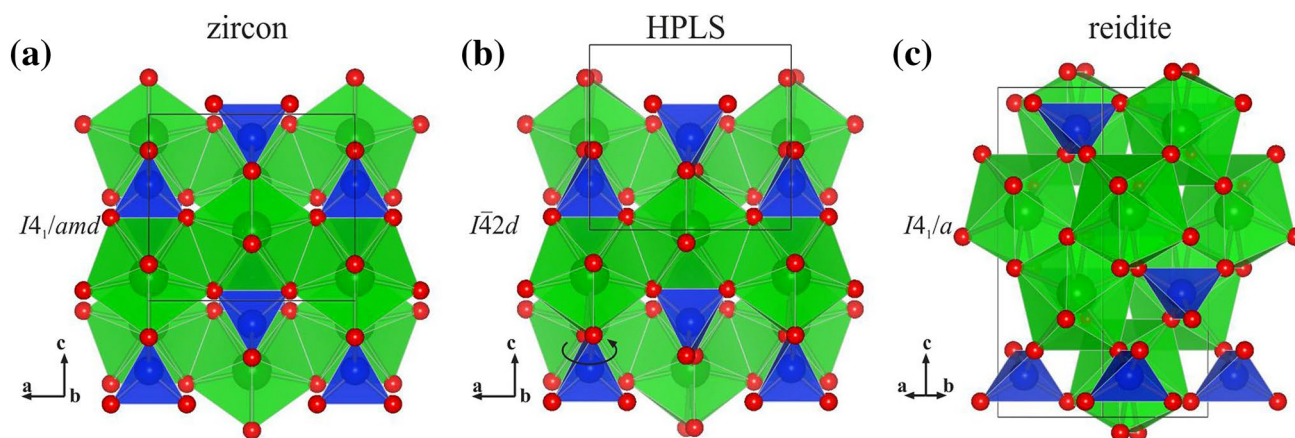 zircon
HPLS
reidite
(a)
(b)
(c)
I4₁/amd
I4̄2d
I4₁/a
c
a
b
c
a
b
c
a
b